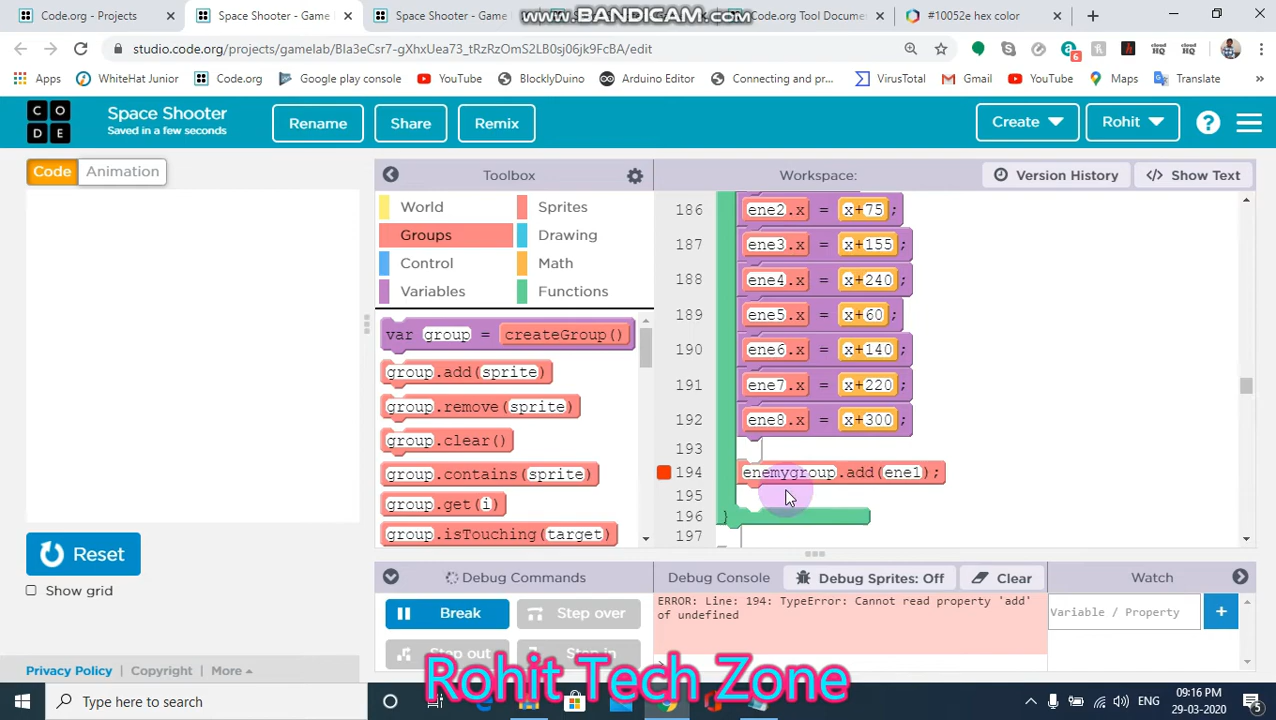 Code.org - Projects
Space Shooter - Game
Space Shooter - Game
www.BANDICAM.com
Code.org Tool Docume
#10052e hex color
studio.code.org/projects/gamelab/
/edit
Apps
WhiteHat Junior
Code.org
Google play console
YouTube
BlocklyDuino
Arduino Editor
Connecting and pr...
VirusTotal
Gmail
YouTube
Maps
Translate
CODE
Space Shooter
Saved in a few seconds
Rename
Share
Remix
Create
Rohit
Code
Animation
Toolbox
Workspace:
Version History
Show Text
World
Sprites
Groups
Drawing
Control
Math
Variables
Functions
var group = createGroup()
group.add(sprite)
group.remove(sprite)
group.clear()
group.contains(sprite)
group.get(i)
group.isTouching(target)
186 ene2.x = x+75;
187 ene3.x = x+155;
188 ene4.x = x+240;
189 ene5.x = x+60;
190 ene6.x = x+140;
191 ene7.x = x+220;
192 ene8.x = x+300;
193
194 enemygroup.add(ene1);
195
196 }
197
Reset
Show grid
Debug Commands
Break
Step over
Step out
Step in
Debug Console
Debug Sprites: Off
Clear
Watch
ERROR: Line: 194: TypeError: Cannot read property 'add'
of undefined
Variable / Property
Privacy Policy | Copyright | More
Rohit Tech Zone
Type here to search
ENG
09:16 PM
29-03-2020
5